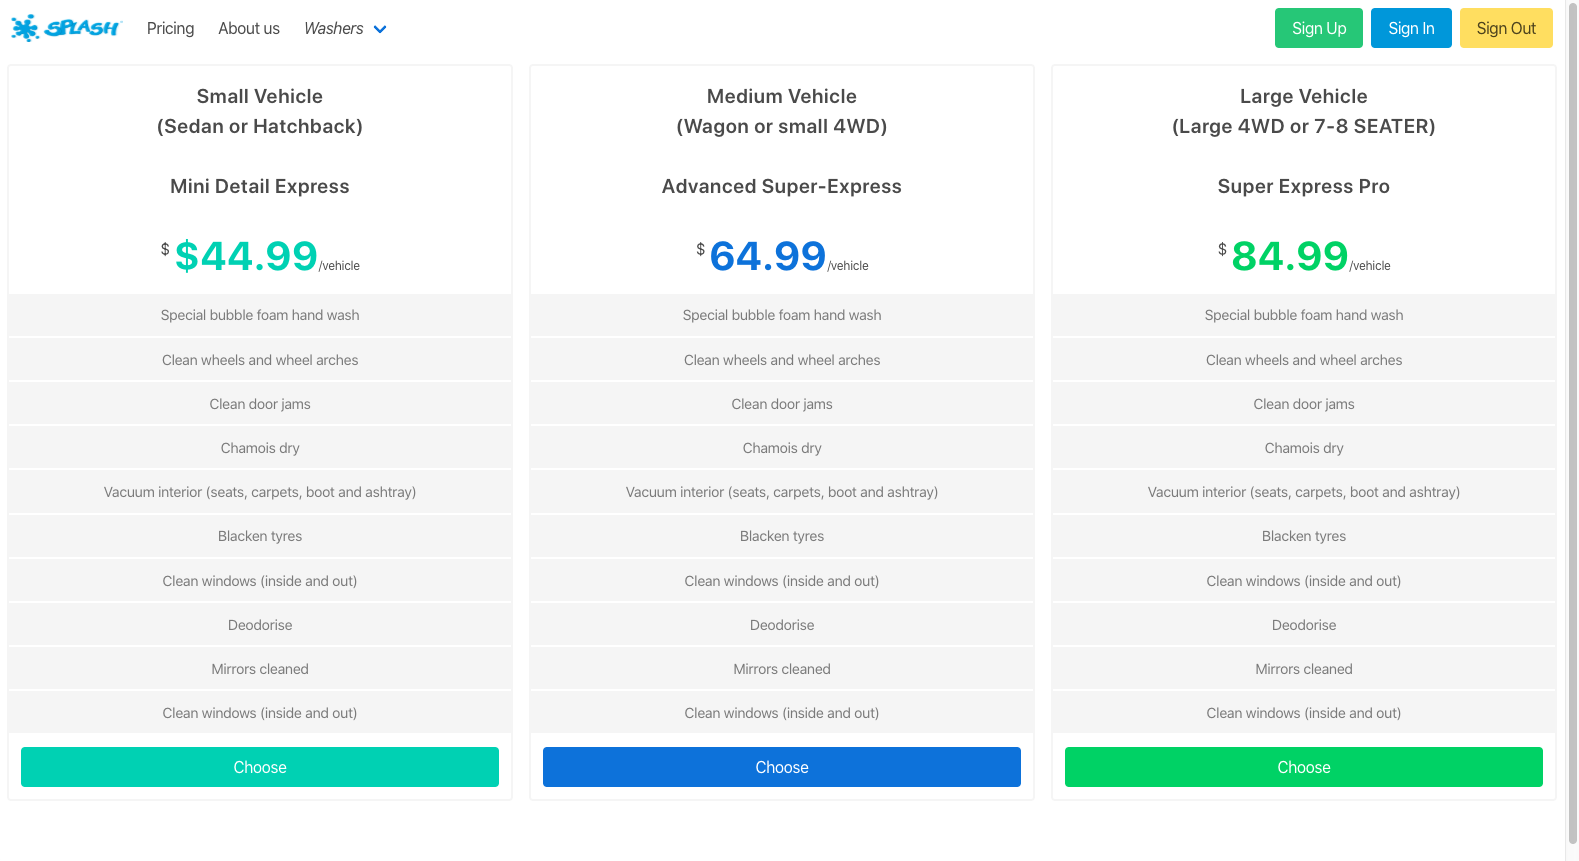 SPLASH
Pricing
About us
Washers
Sign Up
Sign In
Sign Out
Small Vehicle
(Sedan or Hatchback)
Mini Detail Express
$ $44.99 /vehicle
Special bubble foam hand wash
Clean wheels and wheel arches
Clean door jams
Chamois dry
Vacuum interior (seats, carpets, boot and ashtray)
Blacken tyres
Clean windows (inside and out)
Deodorise
Mirrors cleaned
Clean windows (inside and out)
Choose
Medium Vehicle
(Wagon or small 4WD)
Advanced Super-Express
$ 64.99 /vehicle
Special bubble foam hand wash
Clean wheels and wheel arches
Clean door jams
Chamois dry
Vacuum interior (seats, carpets, boot and ashtray)
Blacken tyres
Clean windows (inside and out)
Deodorise
Mirrors cleaned
Clean windows (inside and out)
Choose
Large Vehicle
(Large 4WD or 7-8 SEATER)
Super Express Pro
$ 84.99 /vehicle
Special bubble foam hand wash
Clean wheels and wheel arches
Clean door jams
Chamois dry
Vacuum interior (seats, carpets, boot and ashtray)
Blacken tyres
Clean windows (inside and out)
Deodorise
Mirrors cleaned
Clean windows (inside and out)
Choose